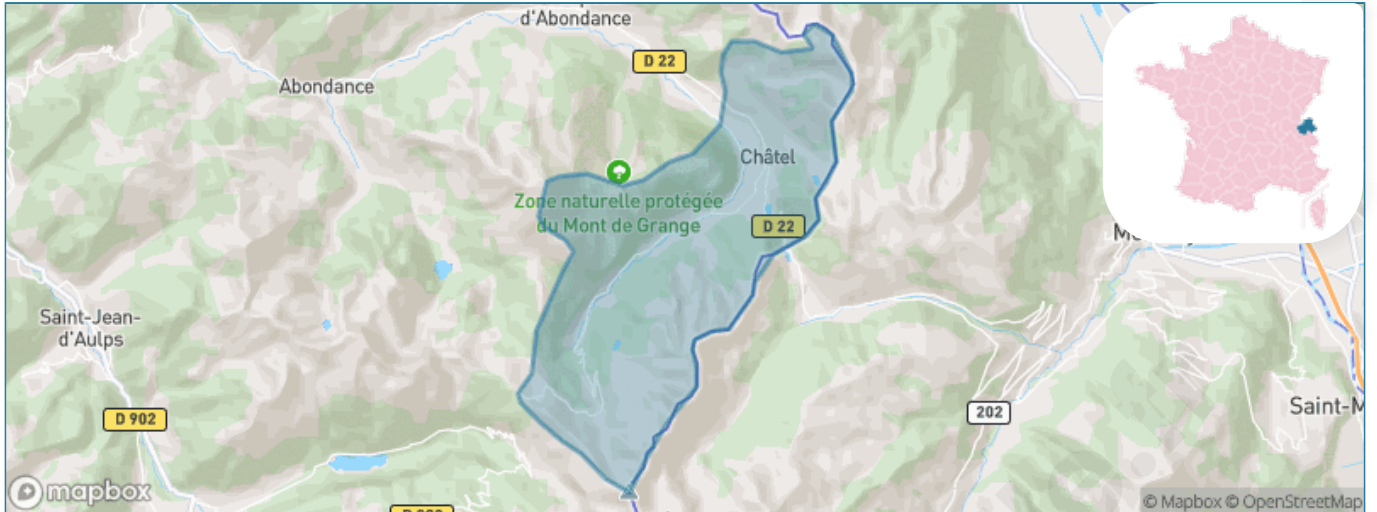 d'Abondance
D 22
Abondance
Châtel
Zone naturelle protégée
du Mont de Grange
D 22
Saint-Jean-
d'Aulps
D 902
202
Saint-M
mapbox
© Mapbox © OpenStreetMap